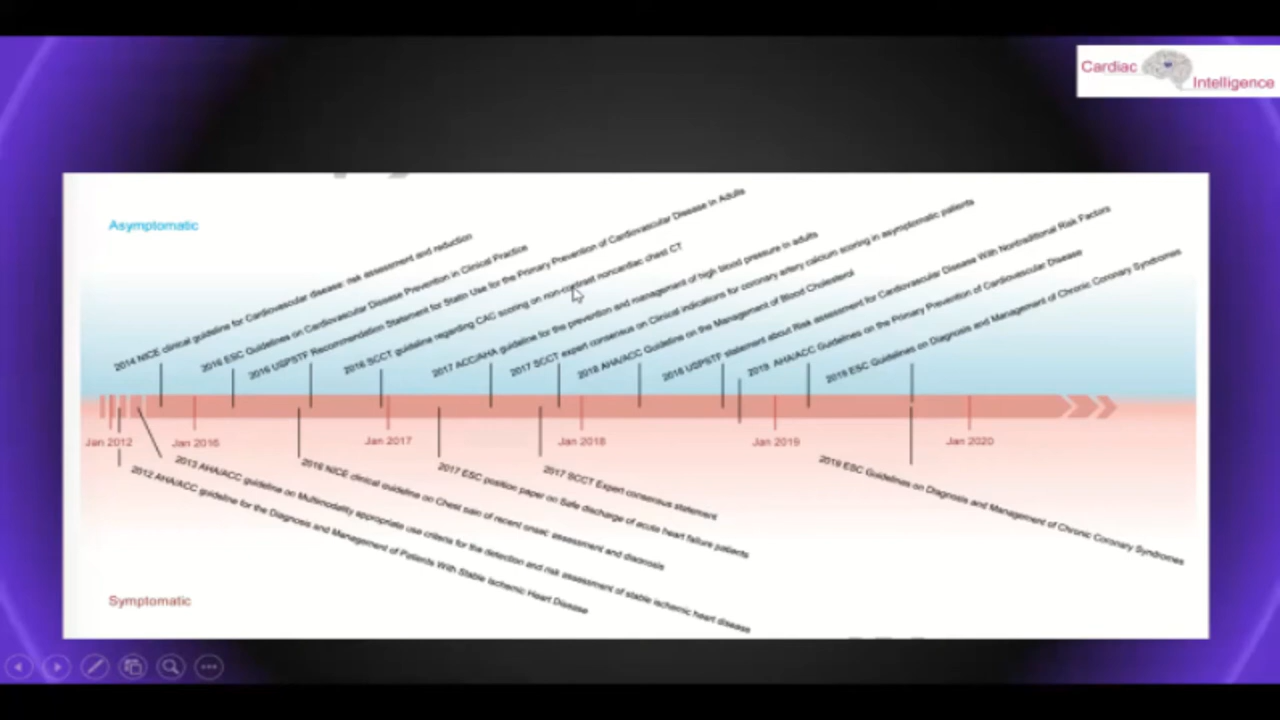 Cardiac
Intelligence
Asymptomatic
2014 NICE clinical guideline for Cardiovascular disease: risk assessment and reduction
2016 ESC Guidelines on Cardiovascular Disease Prevention in Clinical Practice
2016 USPSTF Recommendation Statement for Statin Use for the Primary Prevention of Cardiovascular Disease in Adults
2016 SCCT guideline regarding CAC scoring on non-contrast noncardiac chest CT
2017 ACC/AHA guideline for the prevention and management of high blood pressure in adults
2017 SCCT expert consensus on Clinical indications for coronary artery calcium scoring in asymptomatic patients
2018 AHA/ACC Guideline on the Management of Blood Cholesterol
2018 USPSTF statement about Risk assessment for Cardiovascular Disease With Nontraditional Risk Factors
2019 AHA/ACC Guidelines on the Primary Prevention of Cardiovascular Disease
2019 ESC Guidelines on Diagnosis and Management of Chronic Coronary Syndromes
Jan 2012
Jan 2016
Jan 2017
Jan 2018
Jan 2019
Jan 2020
2012 AHA/ACC guideline for the Diagnosis and Management of Patients With Stable Ischemic Heart Disease
2013 AHA/ACC guideline on Multimodality appropriate use criteria for the detection and risk assessment of stable ischemic heart disease
2016 NICE clinical guideline on Chest pain of recent onset: assessment and diagnosis
2017 ESC position paper on Safe discharge of acute heart failure patients
2017 SCCT Expert consensus statement
2019 ESC Guidelines on Diagnosis and Management of Chronic Coronary Syndromes
Symptomatic